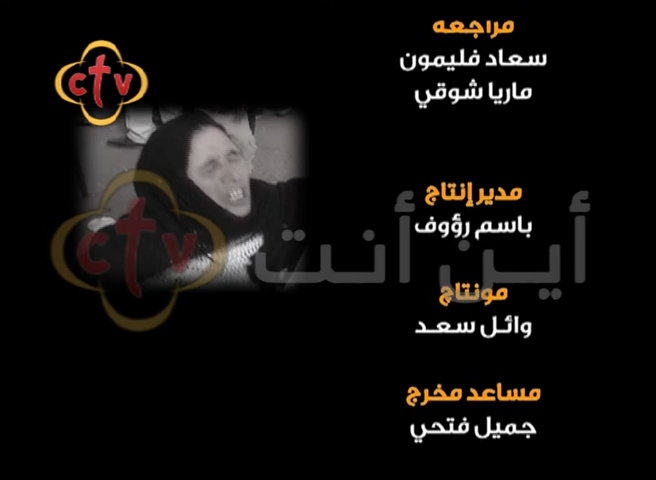 ctv
مراجعه
سعاد فليمون
ماريا شوقي
مدير إنتاج
باسم رؤوف
ctv أين أنت
مونتاج
وائل سعد
مساعد مخرج
جميل فتحي